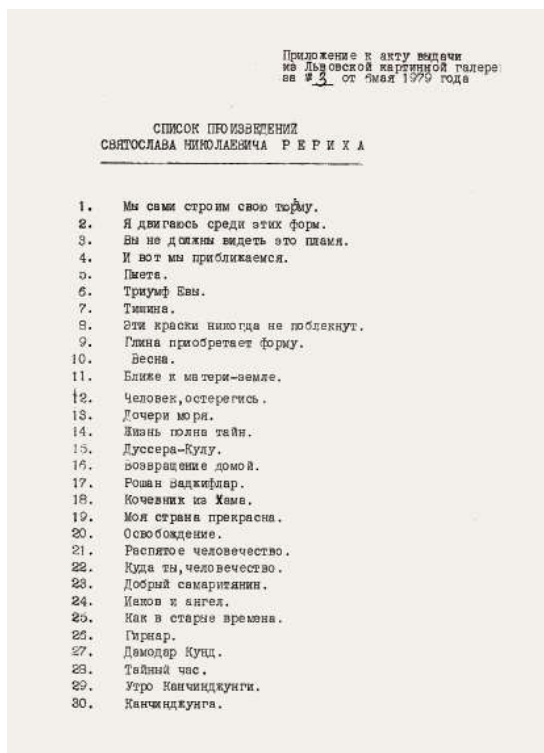 Приложение к акту выдачи
из Львовской картинной галере
за № 3 от 6мая 1979 года
СПИСОК ПРОИЗВЕДЕНИЙ
СВЯТОСЛАВА НИКОЛАЕВИЧА Р Е Р И Х А
1. Мы сами строим свою тюрьму.
2. Я двигаюсь среди этих форм.
3. Вы не должны видеть это пламя.
4. И вот мы приближаемся.
5. Пиета.
6. Триумф Евы.
7. Тишина.
8. Эти краски никогда не поблекнут.
9. Глина приобретает форму.
10. Весна.
11. Ближе к матери-земле.
12. Человек,остерегись.
13. Дочери моря.
14. Жизнь полна тайн.
15. Дуссера-Кулу.
16. Возвращение домой.
17. Рошан Ваджифдар.
18. Кочевник из Хама.
19. Моя страна прекрасна.
20. Освобождение.
21. Распятое человечество.
22. Куда ты,человечество.
23. Добрый самаритянин.
24. Иаков и ангел.
25. Как в старые времена.
26. Гирнар.
27. Дамодар Кунд.
28. Тайный час.
29. Утро Канчинджунги.
30. Канчинджунга.